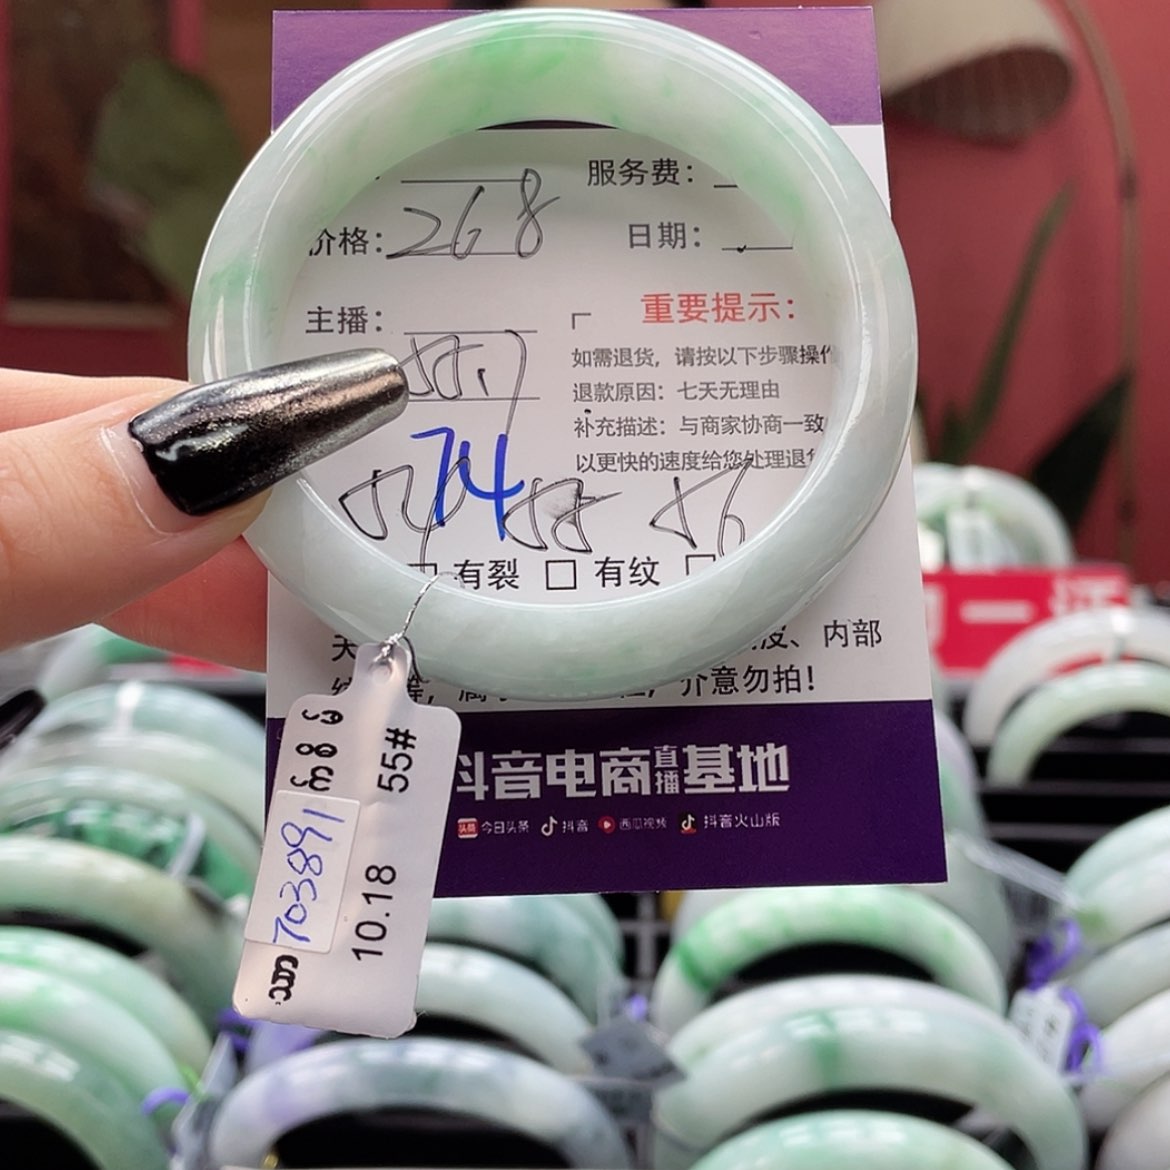 服务费:
价格: 268
日期:
主播:
重要提示:
如需退货，请按以下步骤操作
退款原因：七天无理由
补充描述：与商家协商一致
以更快的速度给您处理退
74
54 55 56
有裂 □ 有纹 □
、内部
介意勿拍！
抖音电商直播基地
头条 今日头条 抖音 西瓜视频 抖音火山版
55#
703891
10.18